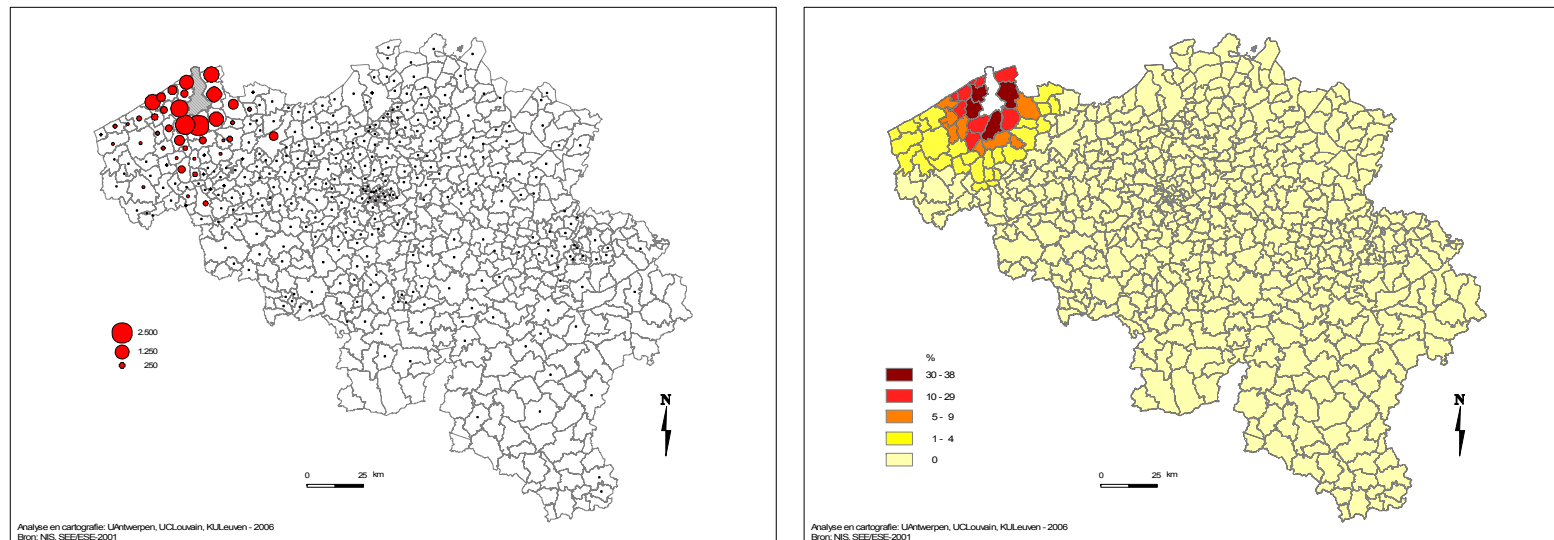 2.500
1.250
250
N
0 25 km
Analyse en cartografie: UAntwerpen, UCLouvain, KULeuven - 2006
Bron: NIS, SEE/ESE-2001
%
30 - 38
10 - 29
5 - 9
1 - 4
0
N
0 25 km
Analyse en cartografie: UAntwerpen, UCLouvain, KULeuven - 2006
Bron: NIS, SEE/ESE-2001